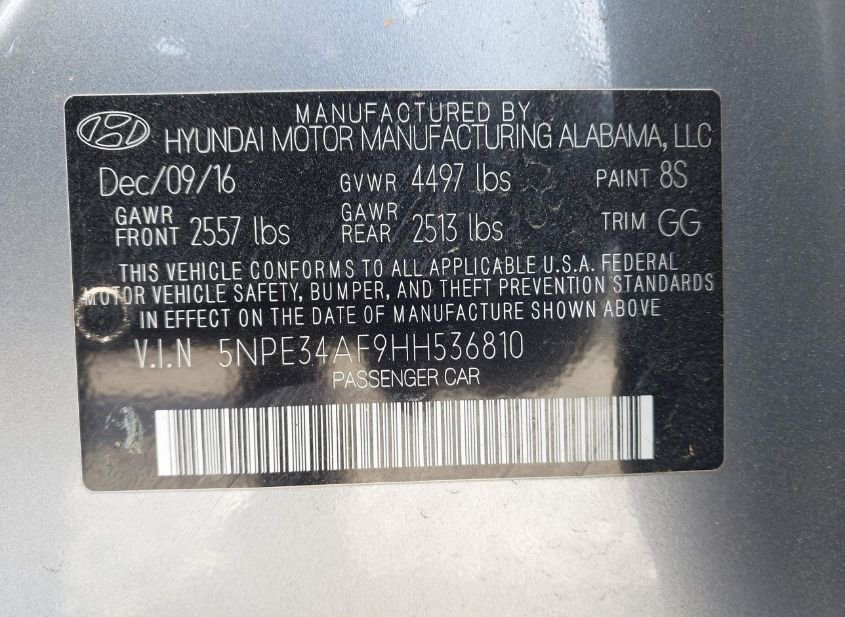 MANUFACTURED BY
HYUNDAI MOTOR MANUFACTURING ALABAMA, LLC
Dec/09/16 GVWR 4497 lbs PAINT 8S
GAWR FRONT 2557 lbs GAWR REAR 2513 lbs TRIM GG
THIS VEHICLE CONFORMS TO ALL APPLICABLE U.S.A. FEDERAL
MOTOR VEHICLE SAFETY, BUMPER, AND THEFT PREVENTION STANDARDS
IN EFFECT ON THE DATE OF MANUFACTURE SHOWN ABOVE
V.I.N 5NPE34AF9HH536810
PASSENGER CAR